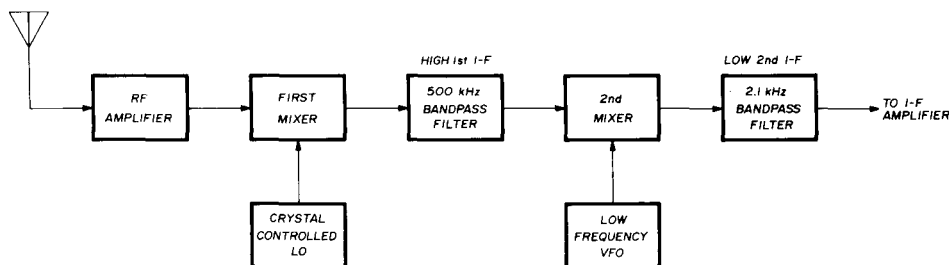 RF
AMPLIFIER
FIRST
MIXER
HIGH 1st I-F
500 kHz
BANDPASS
FILTER
2nd
MIXER
LOW 2nd I-F
2.1 kHz
BANDPASS
FILTER
TO I-F
AMPLIFIER
CRYSTAL
CONTROLLED
LO
LOW
FREQUENCY
VFO